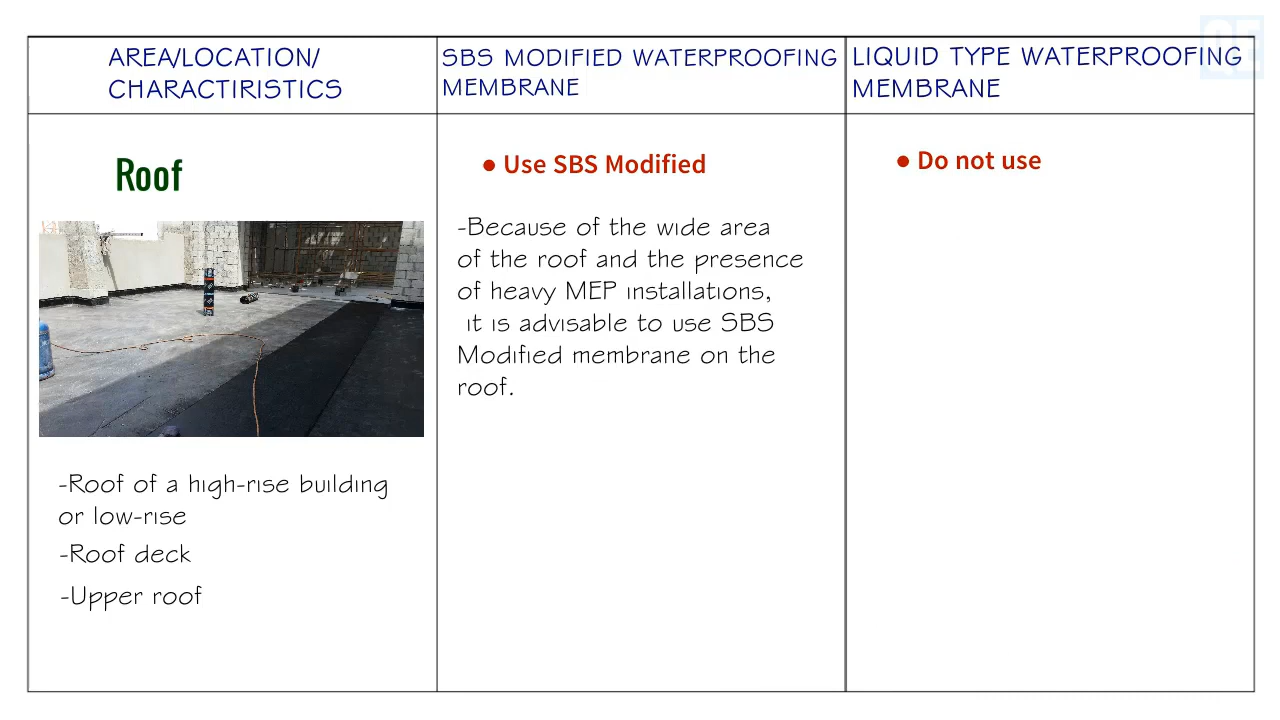 AREA/LOCATION/
CHARACTIRISTICS
SBS MODIFIED WATERPROOFING
MEMBRANE
LIQUID TYPE WATERPROOFING
MEMBRANE
Roof
-Roof of a high-rise building
or low-rise
-Roof deck
-Upper roof
● Use SBS Modified
-Because of the wide area
of the roof and the presence
of heavy MEP installations,
it is advisable to use SBS
Modified membrane on the
roof.
● Do not use
QE